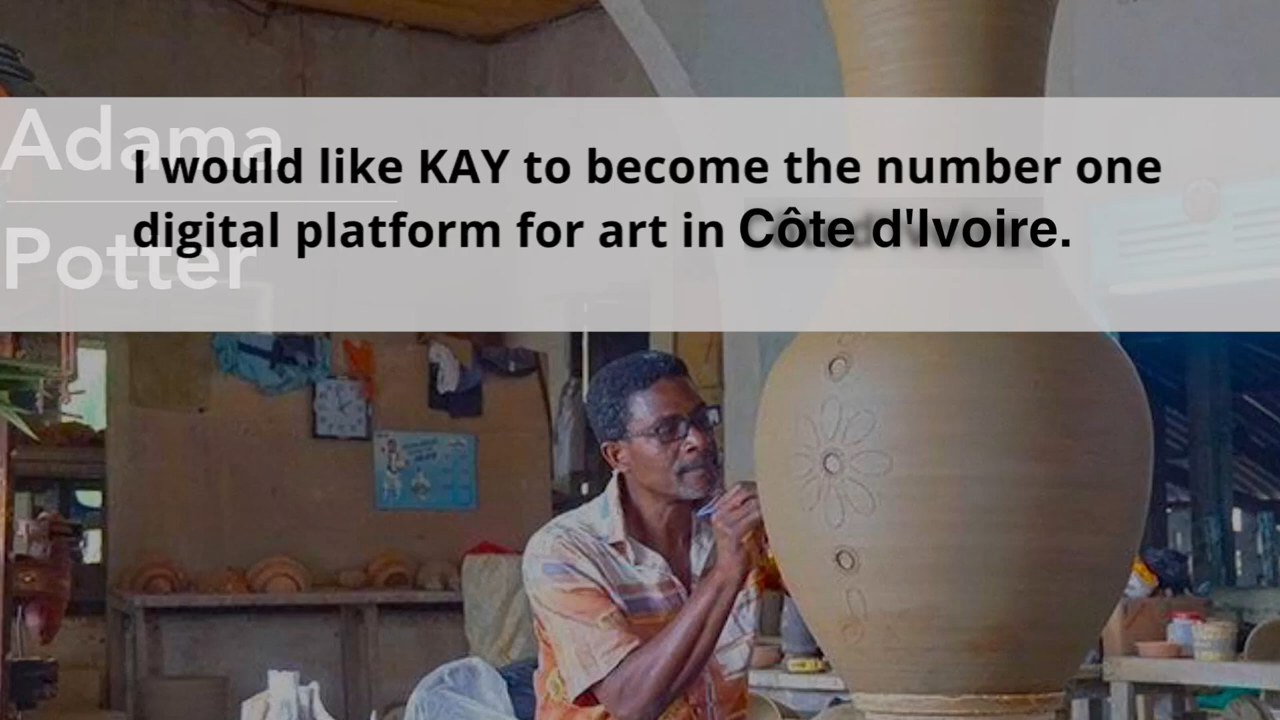 Adama
Potter
I would like KAY to become the number one
digital platform for art in Côte d'Ivoire.